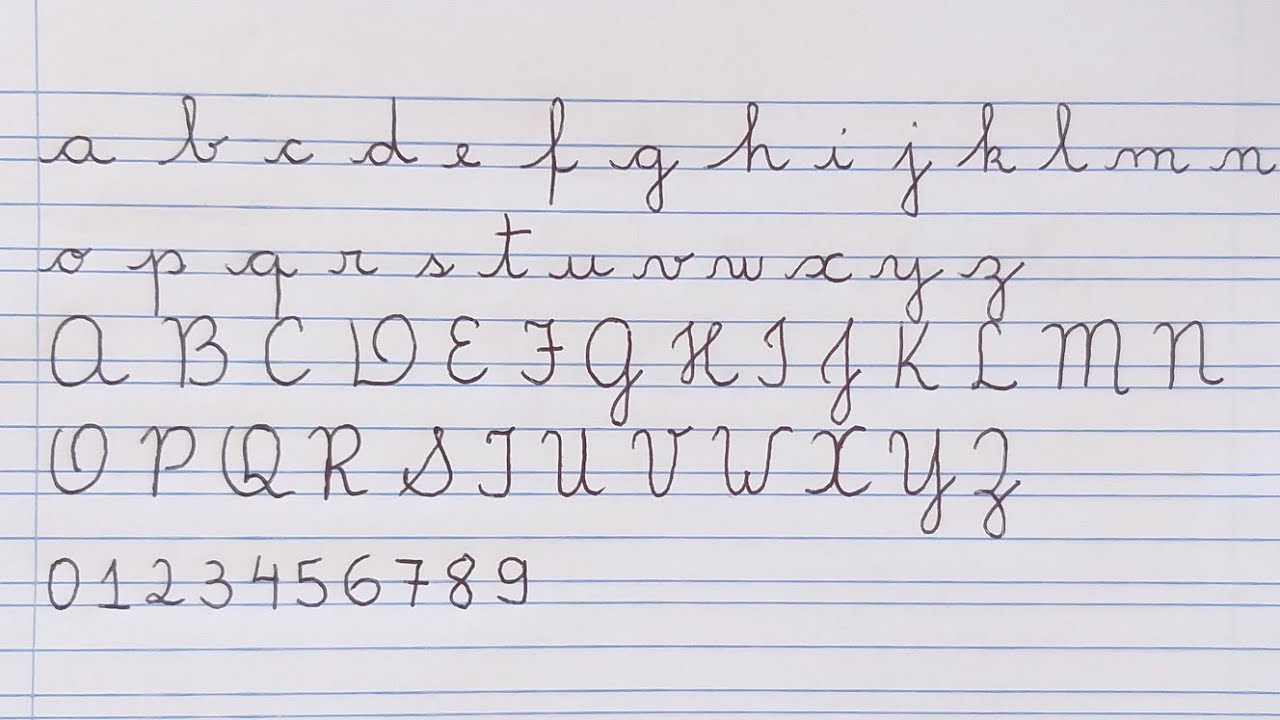 a b c d e f g h i j k l m n
o p q r s t u v w x y z
A B C D E F G H I J K L M N
O P Q R S T U V W X Y Z
0 1 2 3 4 5 6 7 8 9